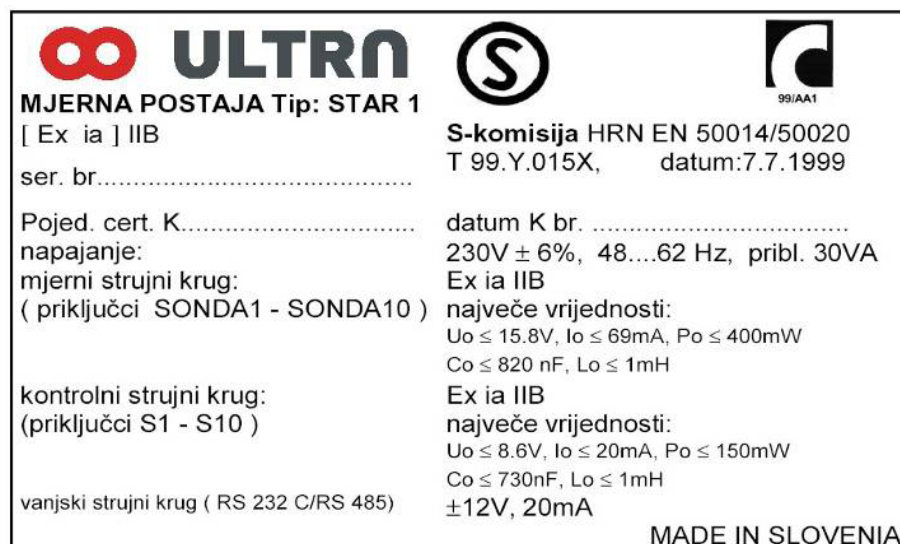 ULTRA
S
99/AA1
MJERNA POSTAJA Tip: STAR 1
[ Ex ia ] IIB
S-komisija HRN EN 50014/50020
T 99.Y.015X, datum:7.7.1999
ser. br...........................................
Pojed. cert. K................................ datum K br. ...................................
napajanje: 230V ± 6%, 48....62 Hz, pribl. 30VA
mjerni strujni krug: Ex ia IIB
( priključci SONDA1 - SONDA10 ) največe vrijednosti:
Uo ≤ 15.8V, Io ≤ 69mA, Po ≤ 400mW
Co ≤ 820 nF, Lo ≤ 1mH
kontrolni strujni krug: Ex ia IIB
(priključci S1 - S10 ) največe vrijednosti:
Uo ≤ 8.6V, Io ≤ 20mA, Po ≤ 150mW
Co ≤ 730nF, Lo ≤ 1mH
vanjski strujni krug ( RS 232 C/RS 485) ±12V, 20mA
MADE IN SLOVENIA